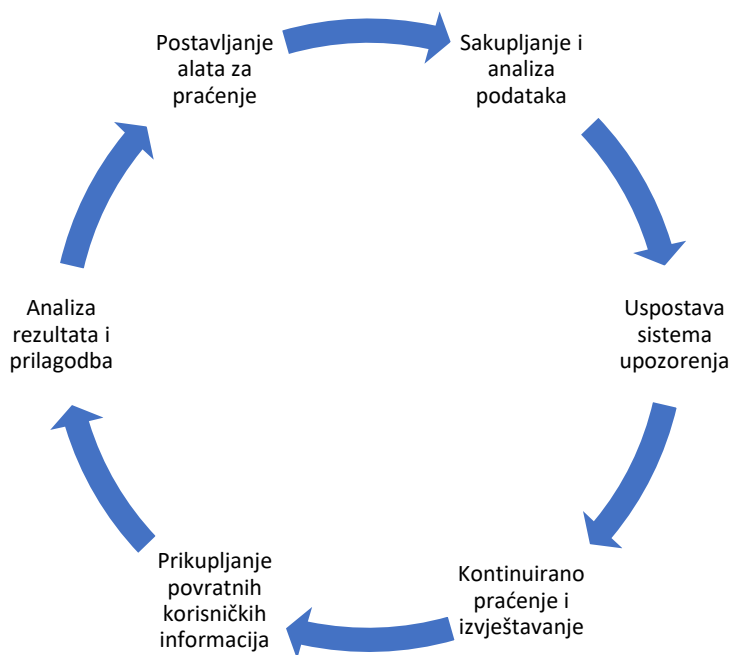 Postavljanje
alata za
praćenje
Sakupljanje i
analiza
podataka
Uspostava
sistema
upozorenja
Kontinuirano
praćenje i
izvještavanje
Prikupljanje
povratnih
korisničkih
informacija
Analiza
rezultata i
prilagodba